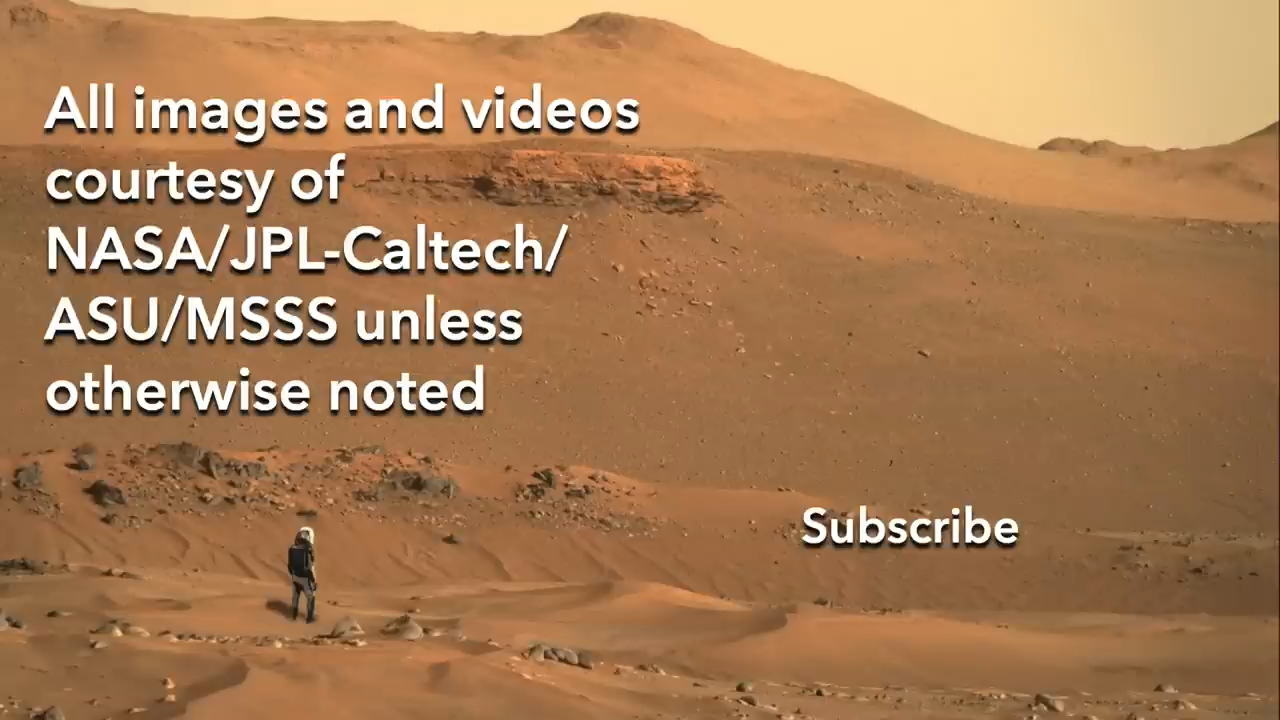 All images and videos
courtesy of
NASA/JPL-Caltech/
ASU/MSSS unless
otherwise noted
Subscribe